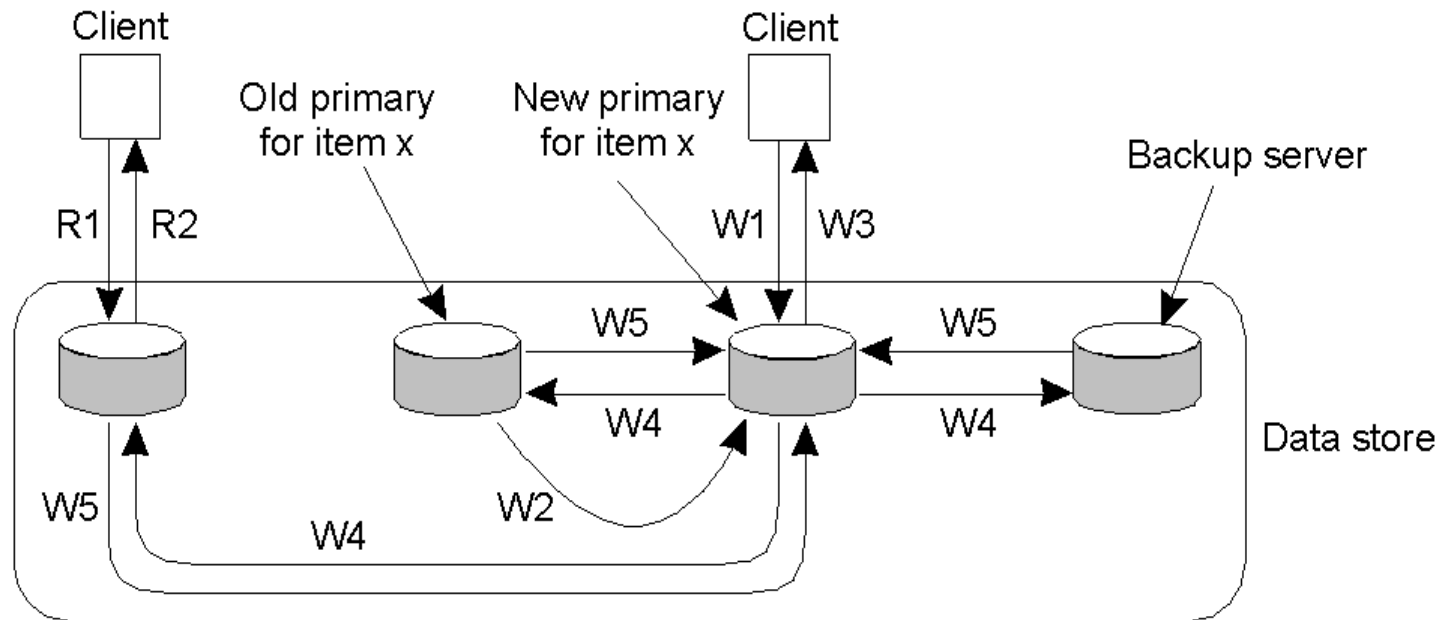 Client
Client
Old primary
for item x
New primary
for item x
Backup server
R1
R2
W1
W3
W5
W5
W4
W4
Data store
W5
W2
W4